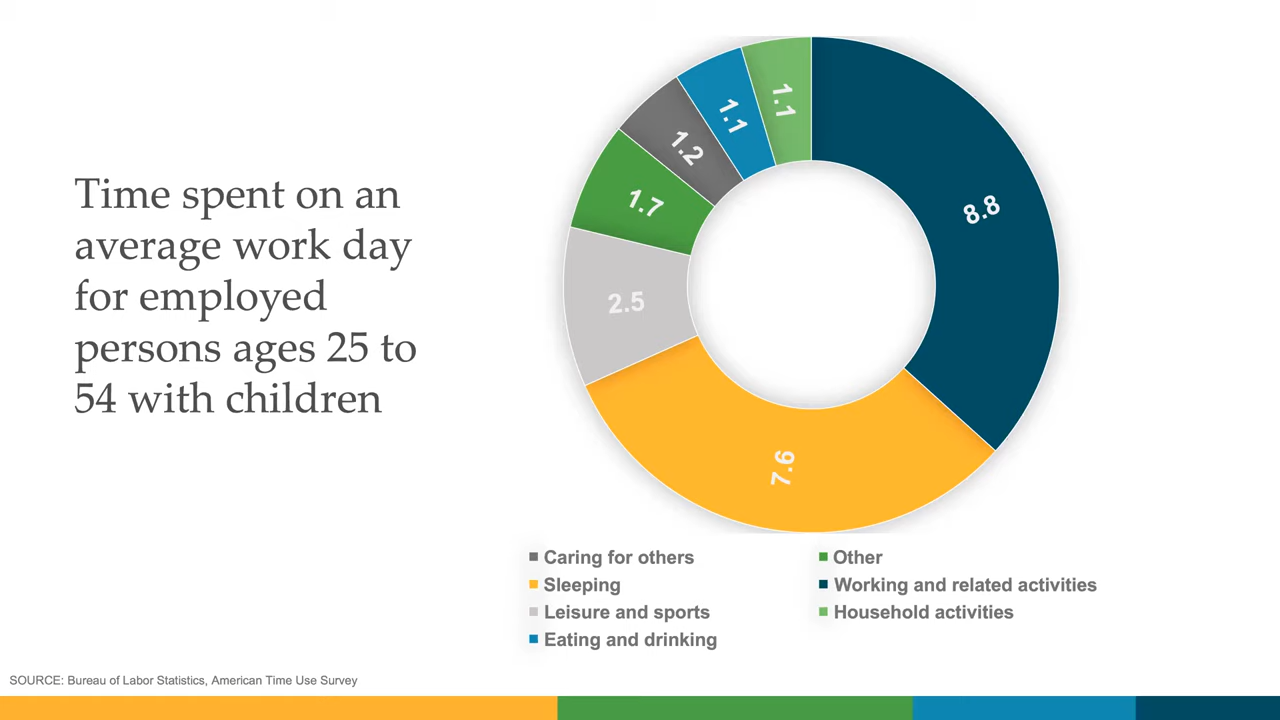 Time spent on an
average work day
for employed
persons ages 25 to
54 with children
8.8
7.6
2.5
1.7
1.2
1.1
1.1
Caring for others
Other
Sleeping
Working and related activities
Leisure and sports
Household activities
Eating and drinking
SOURCE: Bureau of Labor Statistics, American Time Use Survey